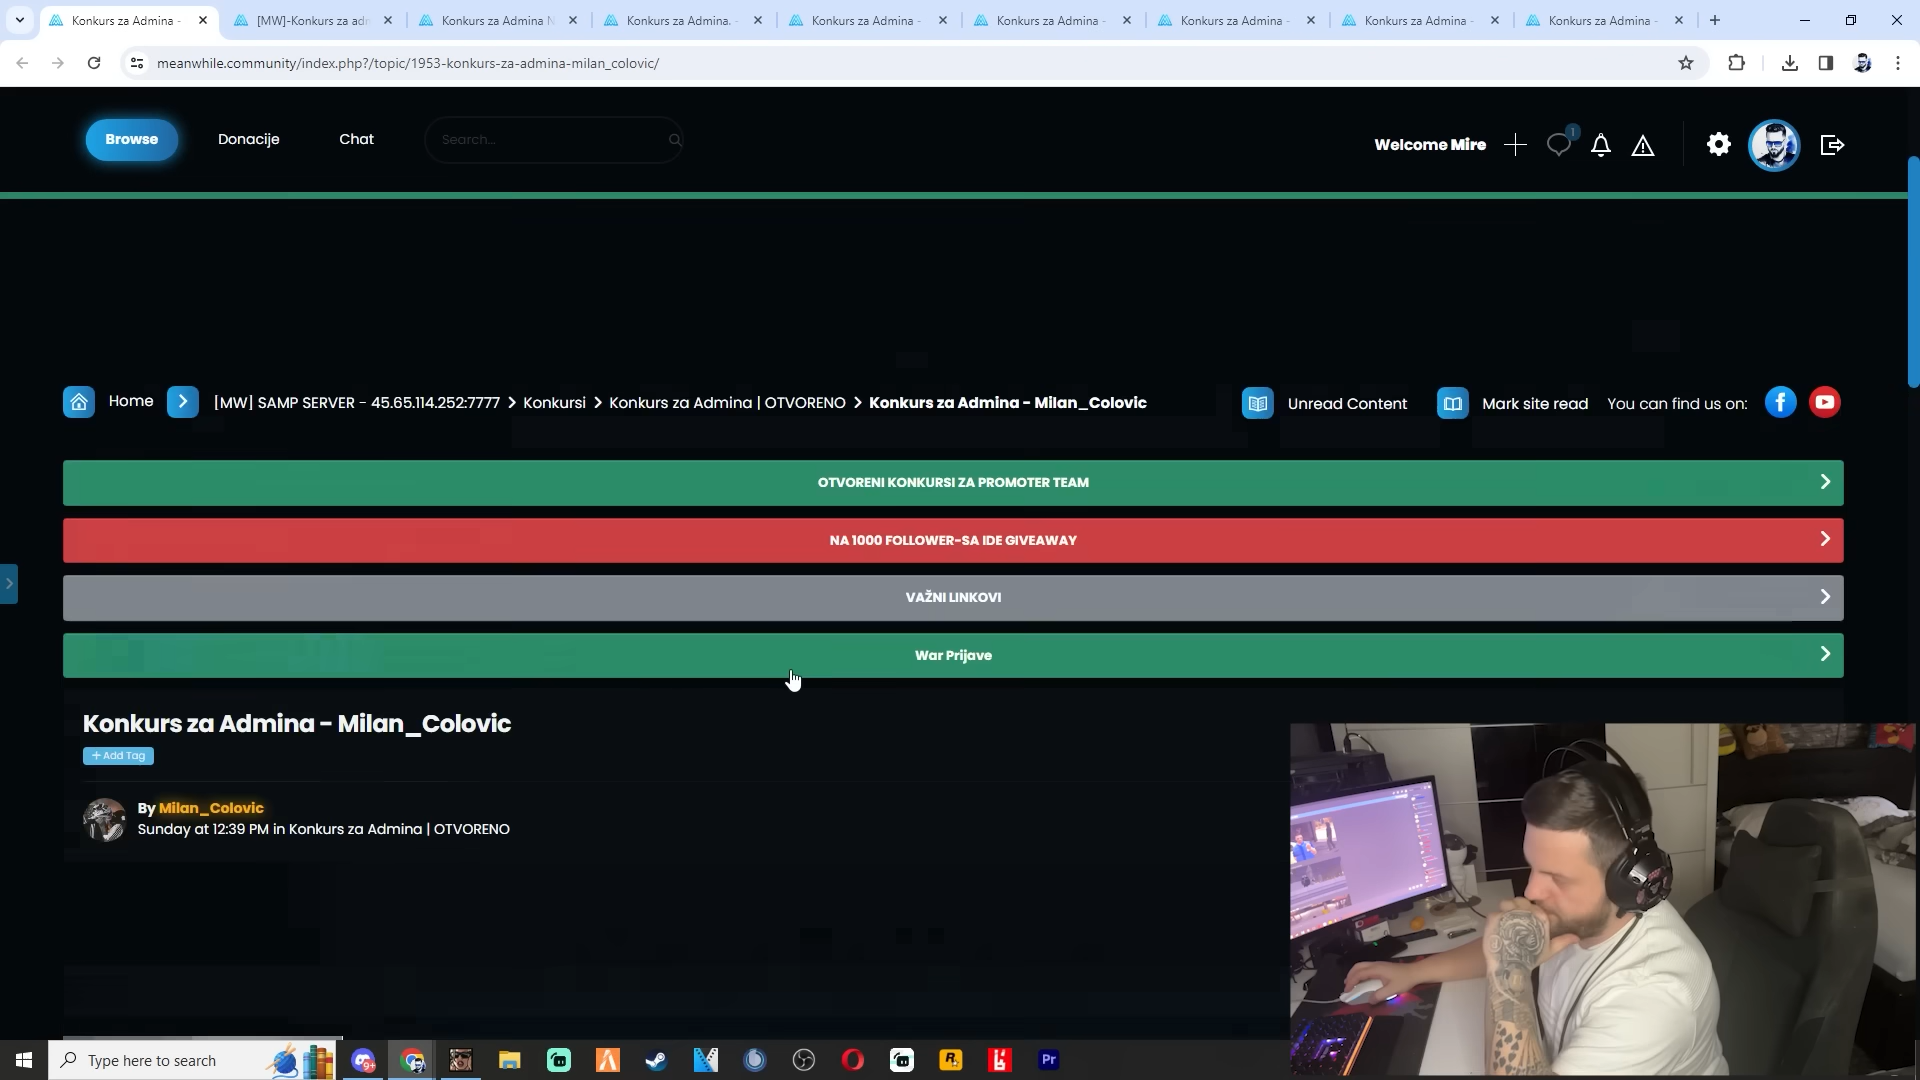 Konkurs za Admina -
[MW]-Konkurs za adm
Konkurs za Admina N
Konkurs za Admina. -
Konkurs za Admina -
Konkurs za Admina -
Konkurs za Admina -
Konkurs za Admina -
Konkurs za Admina -
meanwhile.community/index.php?/topic/1953-konkurs-za-admina-milan_colovic/
Browse
Donacije
Chat
Search...
Welcome Mire
1
Home
[MW] SAMP SERVER - 45.65.114.252:7777
Konkursi
Konkurs za Admina | OTVORENO
Konkurs za Admina - Milan_Colovic
Unread Content
Mark site read
You can find us on:
OTVORENI KONKURSI ZA PROMOTER TEAM
NA 1000 FOLLOWER-SA IDE GIVEAWAY
VAŽNI LINKOVI
War Prijave
Konkurs za Admina - Milan_Colovic
+ Add Tag
By Milan_Colovic
Sunday at 12:39 PM in Konkurs za Admina | OTVORENO
Type here to search
9+
R
Pr